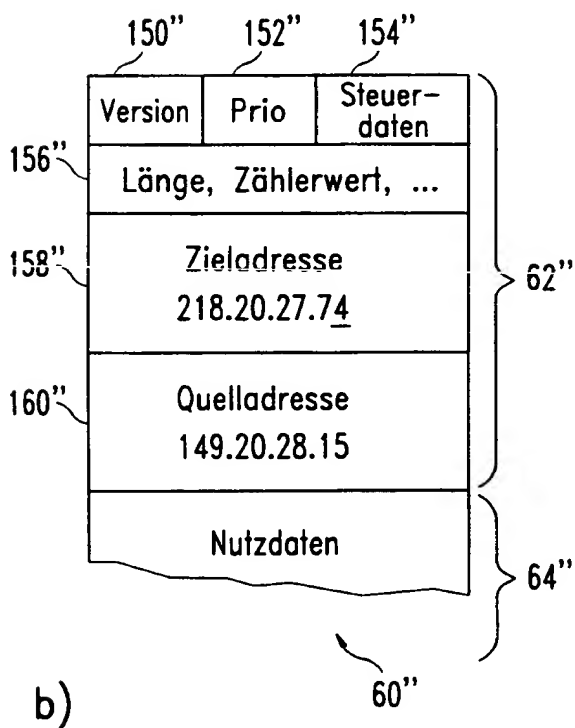 150” 152” 154”
Version Prio Steuer-
daten
156” Länge, Zählerwert, ...
158” Zieladresse
218.20.27.74
62”
160” Quelladresse
149.20.28.15
Nutzdaten
64”
60”
b)